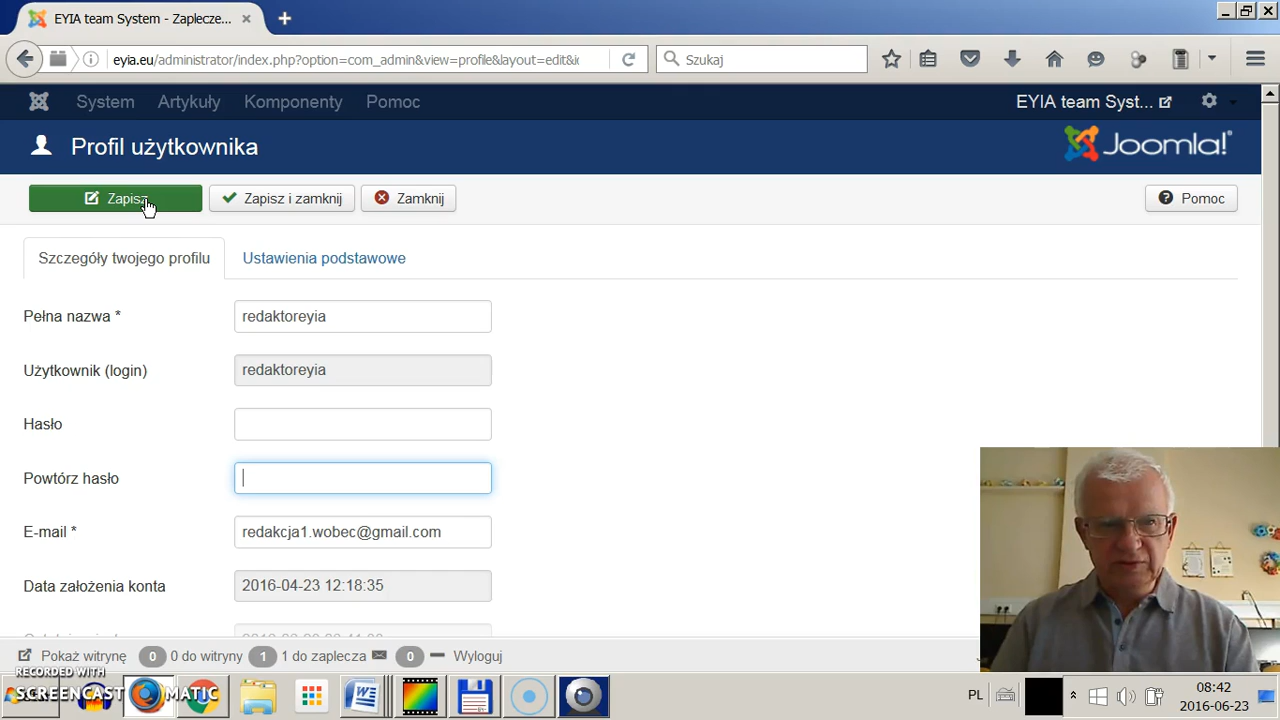 EYIA team System - Zaplecze...
eyia.eu/administrator/index.php?option=com_admin&view=profile&layout=edit&i
Szukaj
System Artykuły Komponenty Pomoc
EYIA team Syst...
Profil użytkownika
Joomla!
Zapisz
Zapisz i zamknij
Zamknij
Pomoc
Szczegóły twojego profilu
Ustawienia podstawowe
Pełna nazwa *
redaktoreyia
Użytkownik (login)
redaktoreyia
Hasło
Powtórz hasło
E-mail *
redakcja1.wobec@gmail.com
Data założenia konta
2016-04-23 12:18:35
Pokaż witrynę 0 0 do witryny 1 1 do zaplecza 0 Wyloguj
RECORDED WITH
SCREENCAST MATIC
PL
08:42
2016-06-23